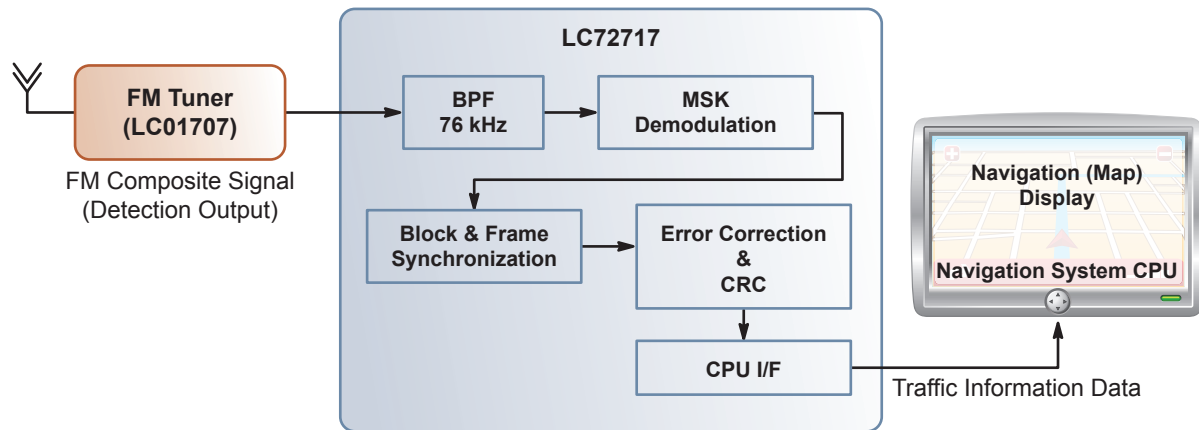 LC72717
FM Tuner
(LC01707)
FM Composite Signal
(Detection Output)
BPF
76 kHz
MSK
Demodulation
Block & Frame
Synchronization
Error Correction
&
CRC
CPU I/F
Traffic Information Data
Navigation (Map)
Display
Navigation System CPU